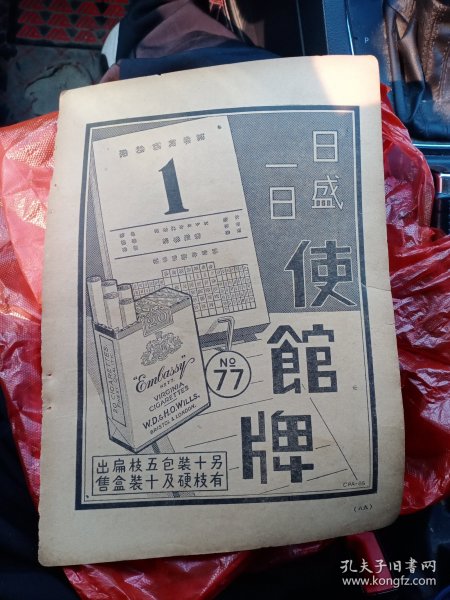 日盛
一日
使館牌
1
"Embassy"
Nº77.
VIRGINIA
CIGARETTES
W.D.&H.O.WILLS.
BRISTOL & LONDON.
Nº
77
另有十枝裝硬包及五十枝裝扁盒出售
孔夫子旧书网
www.kongfz.com